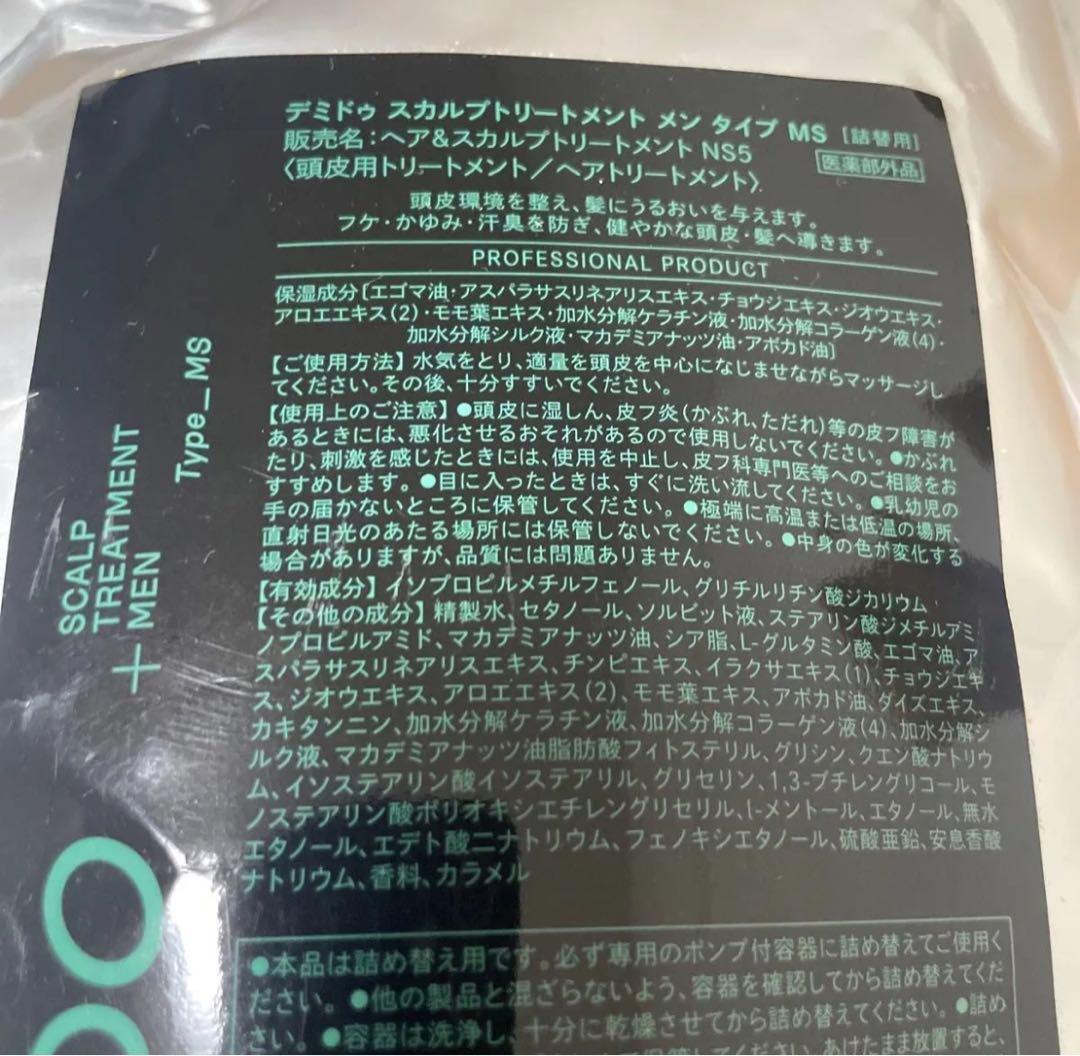 デミドゥ スカルプトリートメント メン タイプ MS [詰替用]
販売名:ヘア&スカルプトリートメント NS5
医薬部外品
〈頭皮用トリートメント/ヘアトリートメント〉
頭皮環境を整え、髪にうるおいを与えます。
フケ・かゆみ・汗臭を防ぎ、健やかな頭皮・髪へ導きます。
PROFESSIONAL PRODUCT
保湿成分[エゴマ油・アスパラサスリネアリスエキス・チョウジエキス・ジオウエキス・
アロエエキス(2)・モモ葉エキス・加水分解ケラチン液・加水分解コラーゲン液(4)・
加水分解シルク液・マカデミアナッツ油・アボカド油]
【ご使用方法】水気をとり、適量を頭皮を中心になじませながらマッサージし
てください。その後、十分すすいでください。
【使用上のご注意】●頭皮に湿しん、皮フ炎(かぶれ、ただれ)等の皮フ障害が
あるときには、悪化させるおそれがあるので使用しないでください。●かぶれ
たり、刺激を感じたときには、使用を中止し、皮フ科専門医等へのご相談をお
すすめします。●目に入ったときは、すぐに洗い流してください。●乳幼児の
手の届かないところに保管してください。●極端に高温または低温の場所、
直射日光のあたる場所には保管しないでください。●中身の色が変化する
場合がありますが、品質には問題ありません。
【有効成分】イソプロピルメチルフェノール、グリチルリチン酸ジカリウム
【その他の成分】精製水、セタノール、ソルビット液、ステアリン酸ジメチルアミ
ノプロピルアミド、マカデミアナッツ油、シア脂、L-グルタミン酸、エゴマ油、ア
スパラサスリネアリスエキス、チンピエキス、イラクサエキス(1)、チョウジエキ
ス、ジオウエキス、アロエエキス(2)、モモ葉エキス、アボカド油、ダイズエキス、
カキタンニン、加水分解ケラチン液、加水分解コラーゲン液(4)、加水分解シ
ルク液、マカデミアナッツ油脂肪酸フィトステリル、グリシン、クエン酸ナトリウ
ム、イソステアリン酸イソステアリル、グリセリン、1,3-ブチレングリコール、モ
ノステアリン酸ポリオキシエチレングリセリル、l-メントール、エタノール、無水
エタノール、エデト酸二ナトリウム、フェノキシエタノール、硫酸亜鉛、安息香酸
ナトリウム、香料、カラメル
●本品は詰め替え用です。必ず専用のポンプ付容器に詰め替えてご使用く
ださい。●他の製品と混ざらないよう、容器を確認してから詰め替えてくだ
さい。●容器は洗浄し、十分に乾燥させてから詰め替えてください。●詰め
あけたまま放置すると、
Type_MS
SCALP
TREATMENT
+MEN
DO